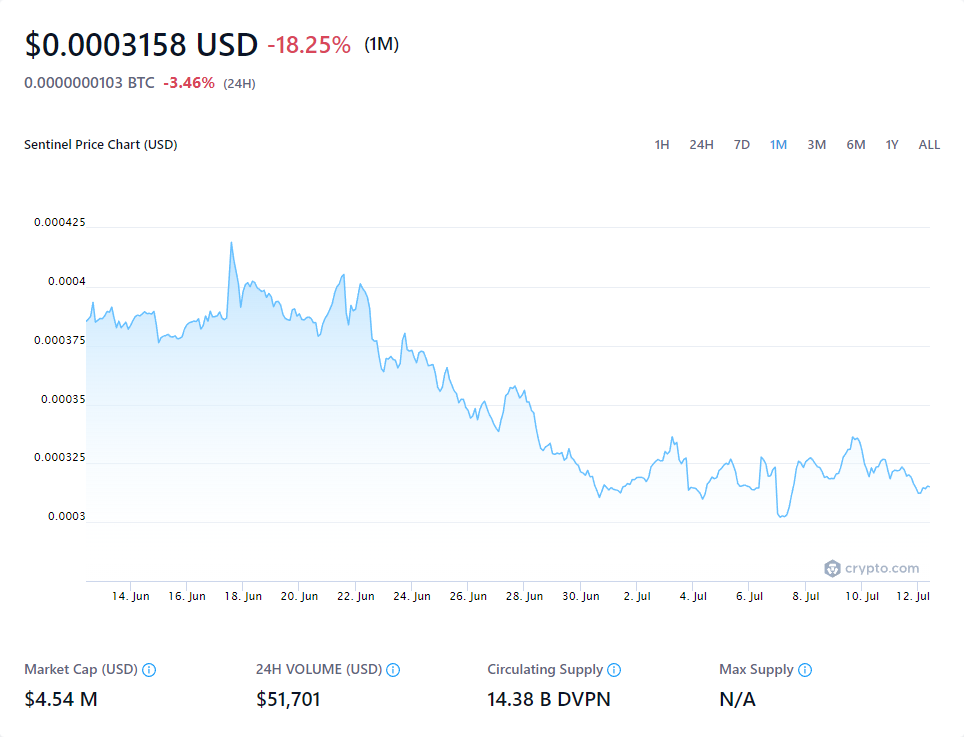 $0.0003158 USD -18.25% (1M)
0.0000000103 BTC -3.46% (24H)
Sentinel Price Chart (USD) 1H 24H 7D 1M 3M 6M 1Y ALL
0.000425
0.0004
0.000375
0.00035
0.000325
0.0003
crypto.com
14. Jun 16. Jun 18. Jun 20. Jun 22. Jun 24. Jun 26. Jun 28. Jun 30. Jun 2. Jul 4. Jul 6. Jul 8. Jul 10. Jul 12. Jul
Market Cap (USD) 24H VOLUME (USD) Circulating Supply Max Supply
$4.54 M $51,701 14.38 B DVPN N/A